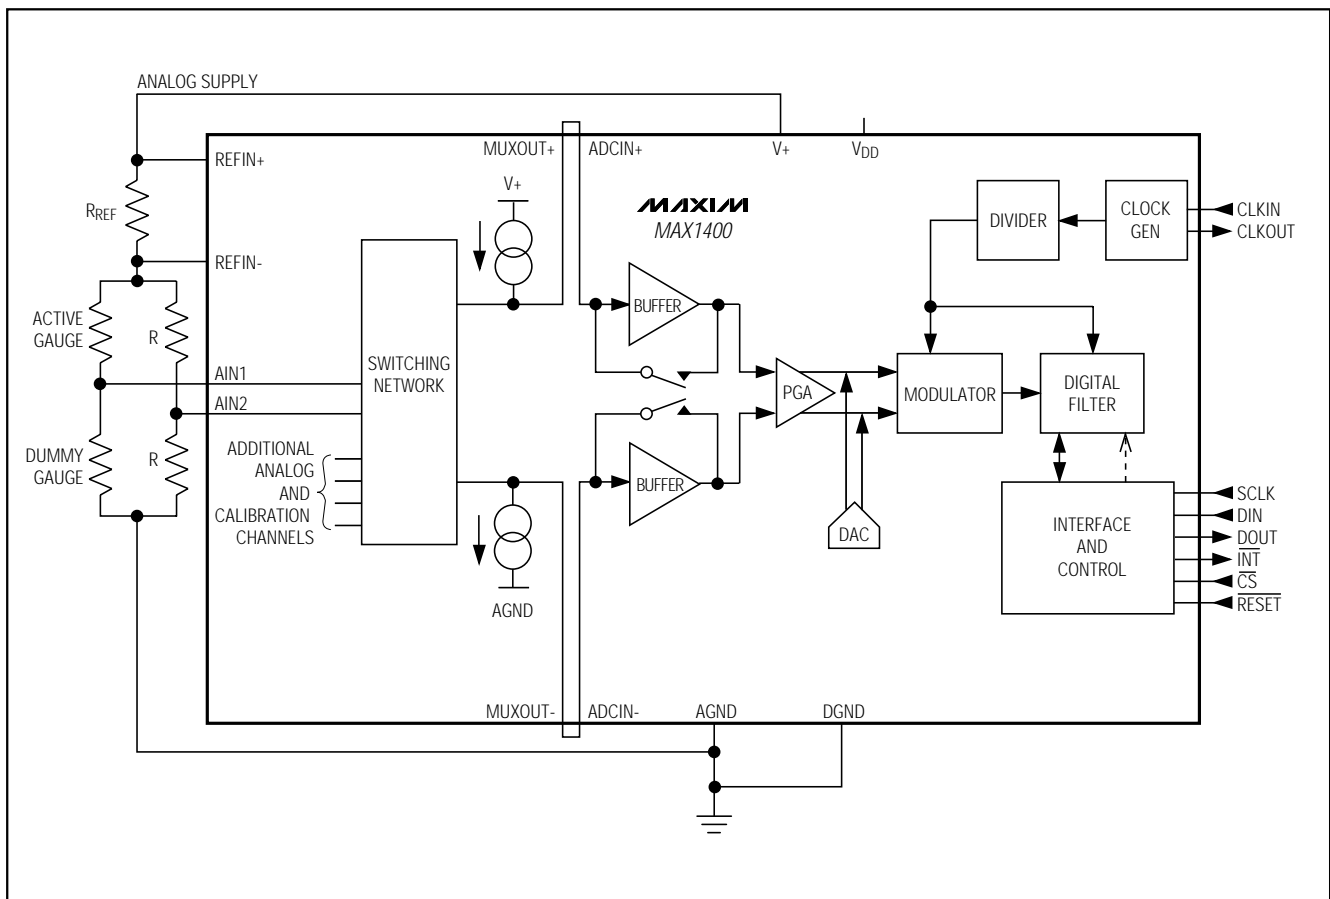 ANALOG SUPPLY
REFIN+
MUXOUT+
ADCIN+
V+
VDD
V+
RREF
MAXIM
MAX1400
DIVIDER
CLOCK
GEN
CLKIN
CLKOUT
REFIN-
ACTIVE
GAUGE
R
BUFFER
SWITCHING
NETWORK
AIN1
AIN2
PGA
MODULATOR
DIGITAL
FILTER
DUMMY
GAUGE
R
ADDITIONAL
ANALOG
AND
CALIBRATION
CHANNELS
BUFFER
DAC
INTERFACE
AND
CONTROL
SCLK
DIN
DOUT
INT
CS
RESET
AGND
MUXOUT-
ADCIN-
AGND
DGND